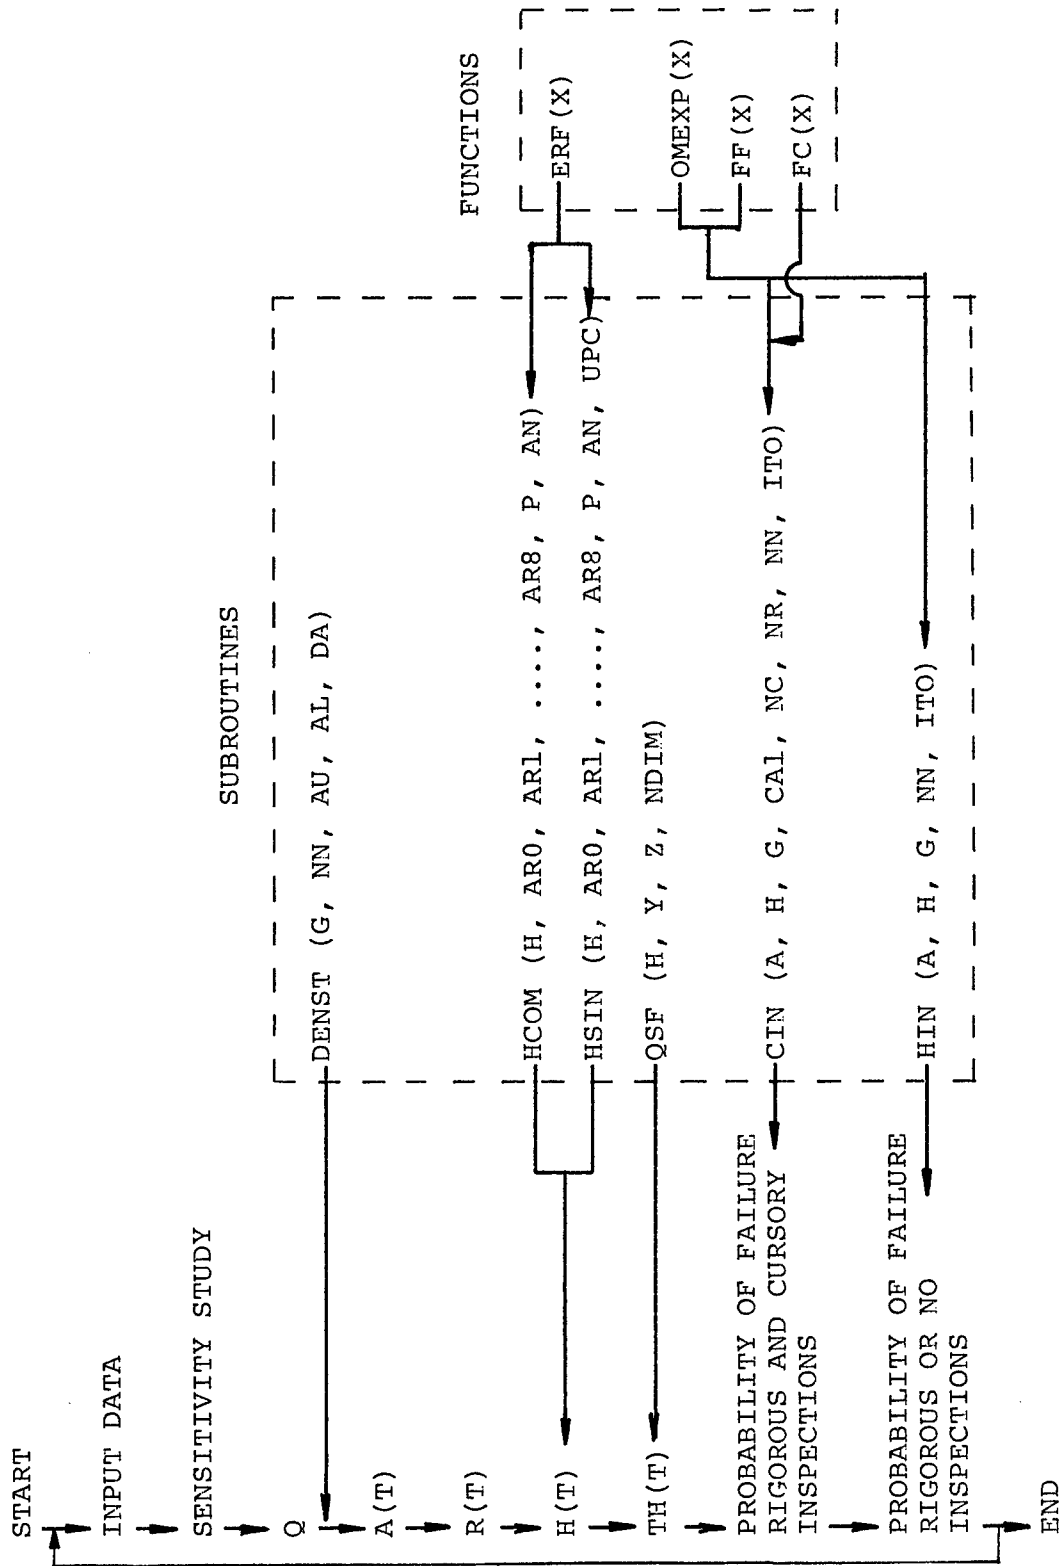 START
INPUT DATA
SENSITIVITY STUDY
Q
A(T)
R(T)
H(T)
TH(T)
PROBABILITY OF FAILURE
RIGOROUS AND CURSORY
INSPECTIONS
PROBABILITY OF FAILURE
RIGOROUS OR NO
INSPECTIONS
END
SUBROUTINES
DENST (G, NN, AU, AL, DA)
HCOM (H, AR0, AR1, ...., AR8, P, AN)
HSIN (H, AR0, AR1, ...., AR8, P, AN, UPC)
QSF (H, Y, Z, NDIM)
CIN (A, H, G, CA1, NC, NR, NN, ITO)
HIN (A, H, G, NN, ITO)
FUNCTIONS
ERF(X)
OMEXP(X)
FF(X)
FC(X)